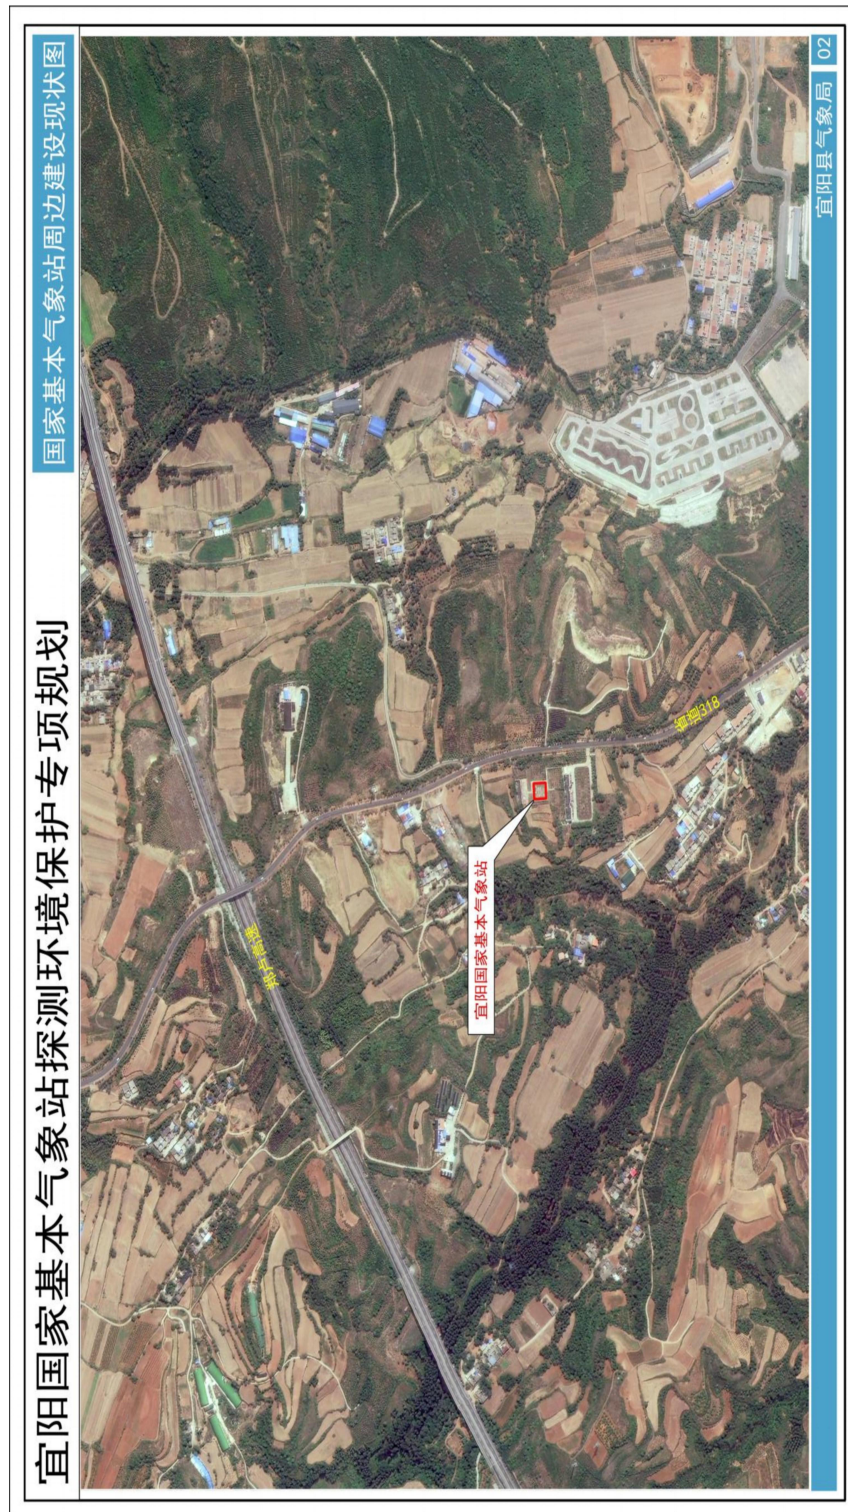 宜阳国家基本气象站探测环境保护专项规划
国家基本气象站周边建设现状图
郑卢高速
省道318
宜阳国家基本气象站
宜阳县气象局
02